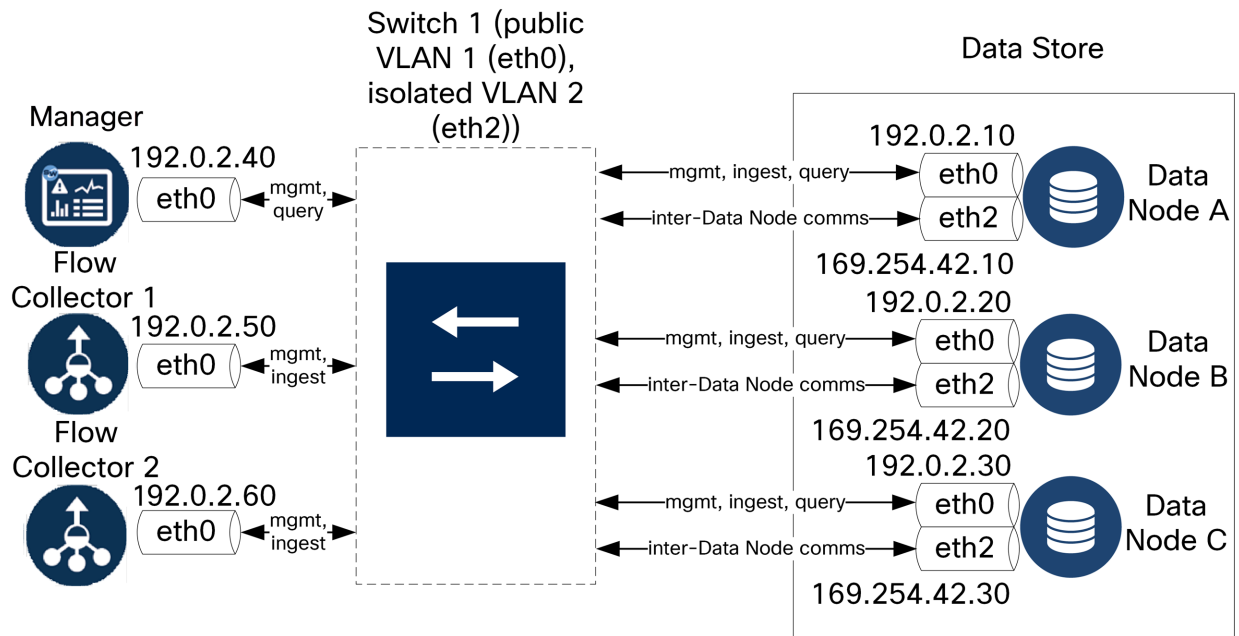 Switch 1 (public
VLAN 1 (eth0),
isolated VLAN 2
(eth2))
Data Store
Manager
192.0.2.40
eth0
mgmt,
query
Flow
Collector 1
192.0.2.50
eth0
mgmt,
ingest
Flow
Collector 2
192.0.2.60
eth0
mgmt,
ingest
192.0.2.10
mgmt, ingest, query
eth0
inter-Data Node comms
eth2
169.254.42.10
Data
Node A
192.0.2.20
mgmt, ingest, query
eth0
inter-Data Node comms
eth2
169.254.42.20
Data
Node B
192.0.2.30
mgmt, ingest, query
eth0
inter-Data Node comms
eth2
169.254.42.30
Data
Node C